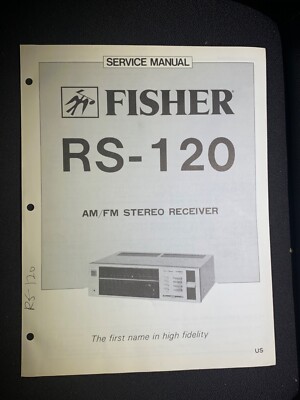 SERVICE MANUAL
FISHER
RS-120
AM/FM STEREO RECEIVER
RS-120
The first name in high fidelity
US